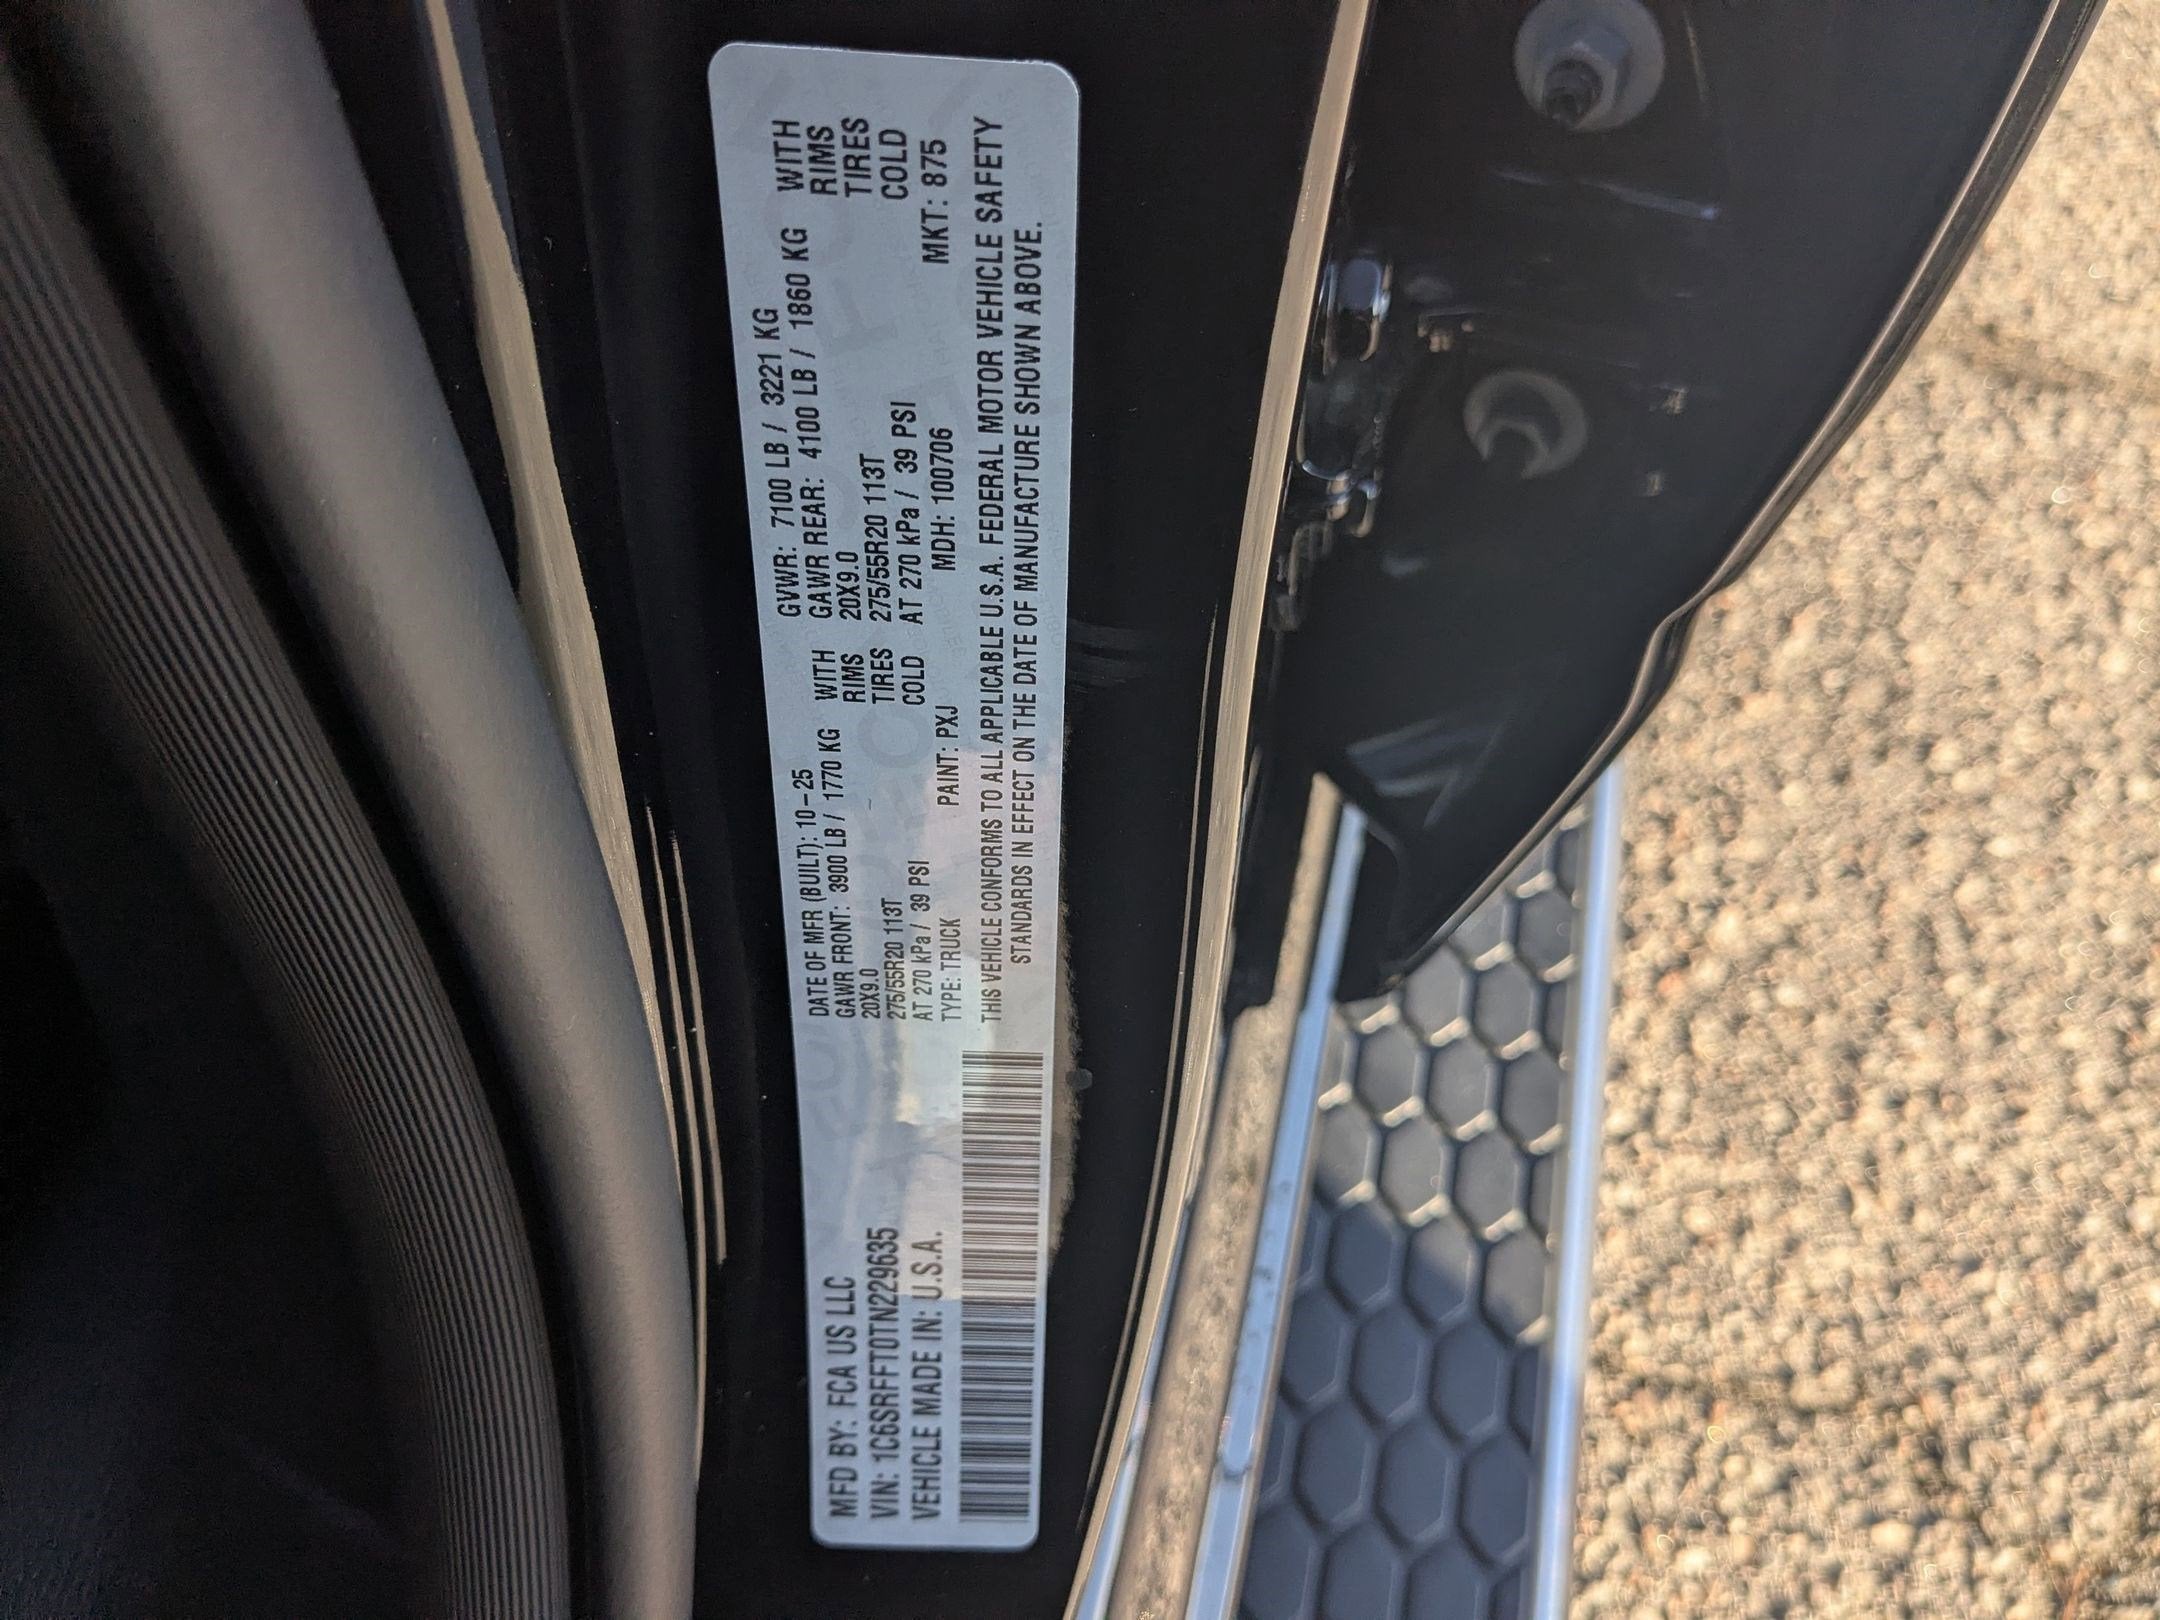 MFD BY: FCA US LLC
VIN: 1C6SRFFT0TN229635
VEHICLE MADE IN: U.S.A.
DATE OF MFR (BUILT): 10-25 GVWR: 7100 LB / 3221 KG
GAWR FRONT: 3900 LB / 1770 KG WITH GAWR REAR: 4100 LB / 1860 KG WITH
20X9.0 RIMS 20X9.0 RIMS
275/55R20 113T TIRES 275/55R20 113T TIRES
AT 270 kPa / 39 PSI COLD AT 270 kPa / 39 PSI COLD
TYPE: TRUCK PAINT: PXJ MDH: 100706 MKT: 875
THIS VEHICLE CONFORMS TO ALL APPLICABLE U.S.A. FEDERAL MOTOR VEHICLE SAFETY
STANDARDS IN EFFECT ON THE DATE OF MANUFACTURE SHOWN ABOVE.